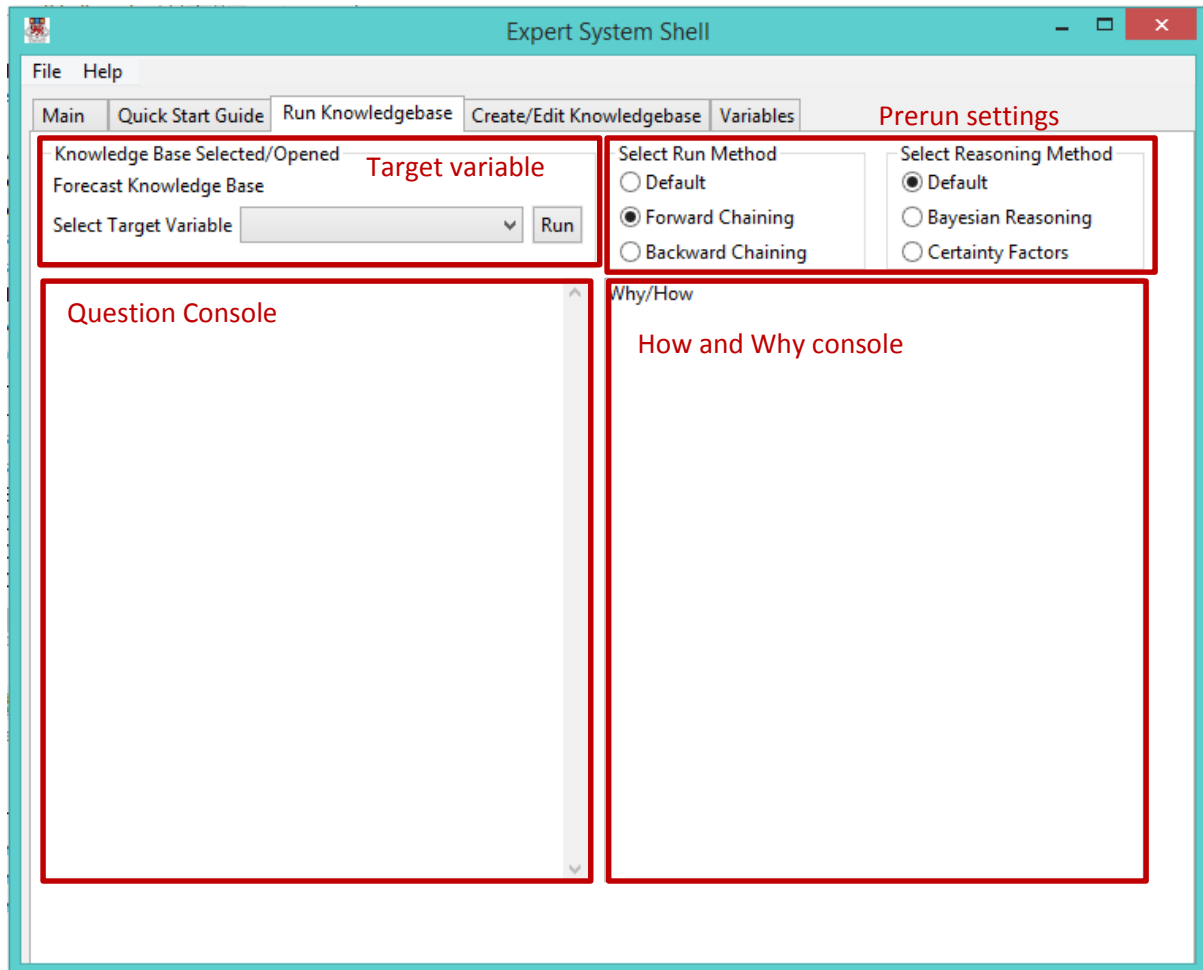 Expert System Shell
File Help
Main Quick Start Guide Run Knowledgebase Create/Edit Knowledgebase Variables
Prerun settings
Knowledge Base Selected/Opened
Target variable
Forecast Knowledge Base
Select Target Variable Run
Select Run Method
Default
Forward Chaining
Backward Chaining
Select Reasoning Method
Default
Bayesian Reasoning
Certainty Factors
Question Console
Why/How
How and Why console